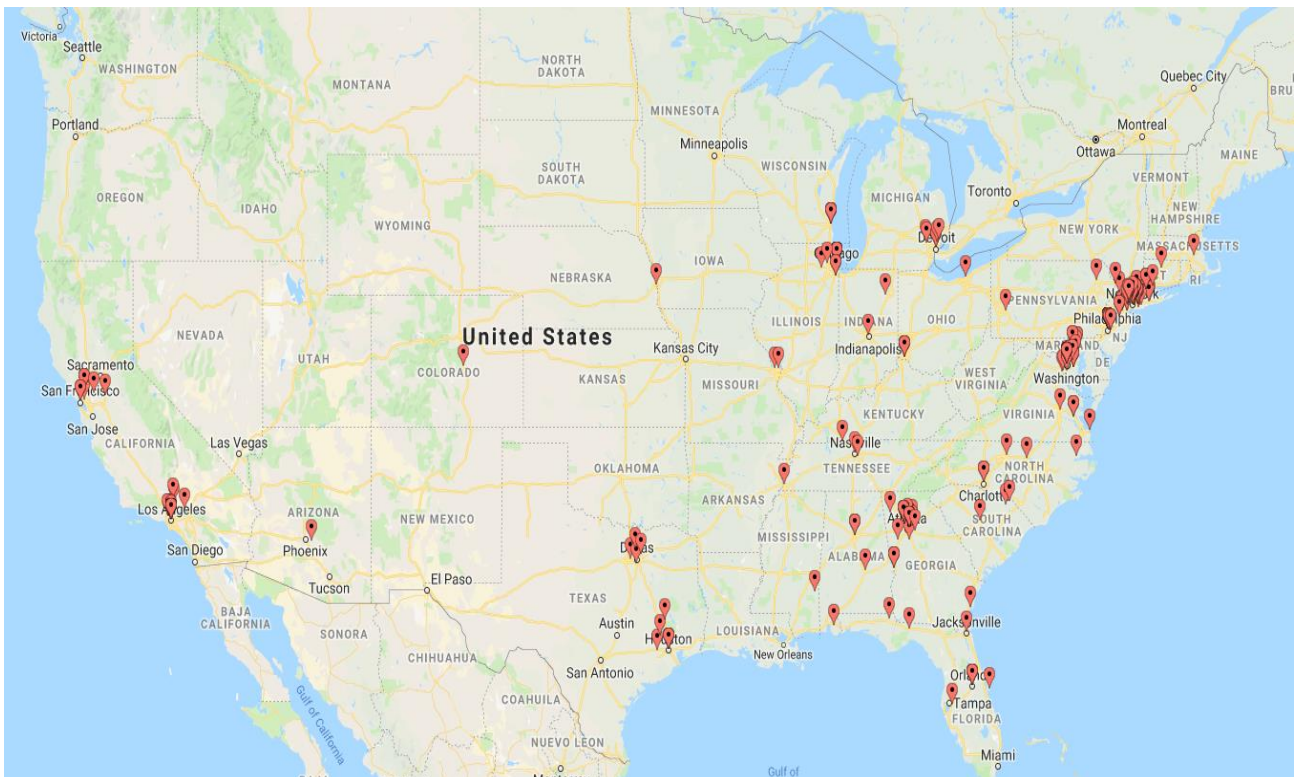 Victoria
Seattle
WASHINGTON
Portland
OREGON
IDAHO
MONTANA
NORTH
DAKOTA
MINNESOTA
Minneapolis
SOUTH
DAKOTA
WISCONSIN
WYOMING
MICHIGAN
Toronto
Ottawa
Montreal
Quebec City
MAINE
VERMONT
NEW
HAMPSHIRE
NEW YORK
MASSACHUSETTS
RI
Detroit
IOWA
NEBRASKA
NEVADA
UTAH
United States
COLORADO
KANSAS
Kansas City
MISSOURI
ILLINOIS
INDIANA
Indianapolis
OHIO
PENNSYLVANIA
Philadelphia
NJ
MARYLAND
DE
Washington
WEST
VIRGINIA
VIRGINIA
KENTUCKY
Nashville
TENNESSEE
NORTH
CAROLINA
Charlotte
SOUTH
CAROLINA
Sacramento
San Francisco
San Jose
CALIFORNIA
Las Vegas
Los Angeles
San Diego
ARIZONA
Phoenix
Tucson
NEW MEXICO
El Paso
OKLAHOMA
ARKANSAS
MISSISSIPPI
ALABAMA
GEORGIA
Dallas
TEXAS
Austin
Houston
San Antonio
LOUISIANA
New Orleans
Jacksonville
Tampa
FLORIDA
Miami
BAJA
CALIFORNIA
SONORA
CHIHUAHUA
COAHUILA
NUEVO LEON
Gulf of California
Gulf of